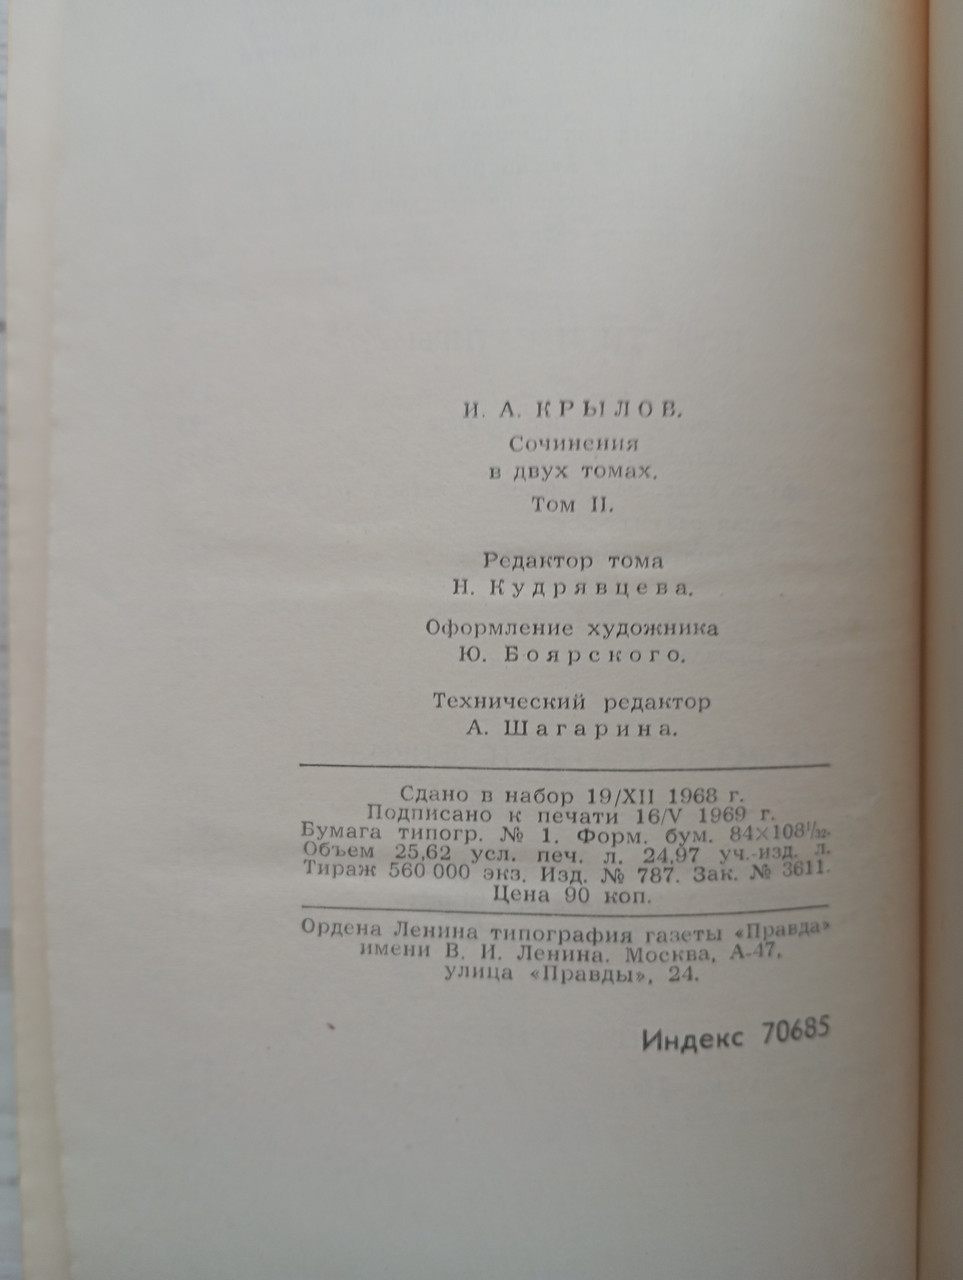 И. А. КРЫЛОВ.
Сочинения
в двух томах.
Том II.
Редактор тома
Н. Кудрявцева.
Оформление художника
Ю. Боярского.
Технический редактор
А. Шагарина.
Сдано в набор 19/XII 1968 г.
Подписано к печати 16/V 1969 г.
Бумага типогр. № 1. Форм. бум. 84×108¹/₃₂.
Объем 25,62 усл. печ. л. 24,97 уч.-изд. л.
Тираж 560 000 экз. Изд. № 787. Зак. № 3611.
Цена 90 коп.
Ордена Ленина типография газеты «Правда»
имени В. И. Ленина. Москва, А-47,
улица «Правды», 24.
Индекс 70685